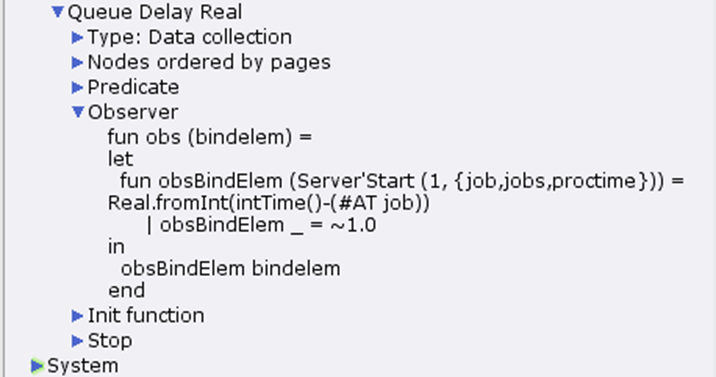 Queue Delay Real
Type: Data collection
Nodes ordered by pages
Predicate
Observer
fun obs (bindelem) =
let
fun obsBindElem (Server'Start (1, {job,jobs,proctime})) =
Real.fromInt(intTime()-(#AT job))
| obsBindElem _ = ~1.0
in
obsBindElem bindelem
end
Init function
Stop
System